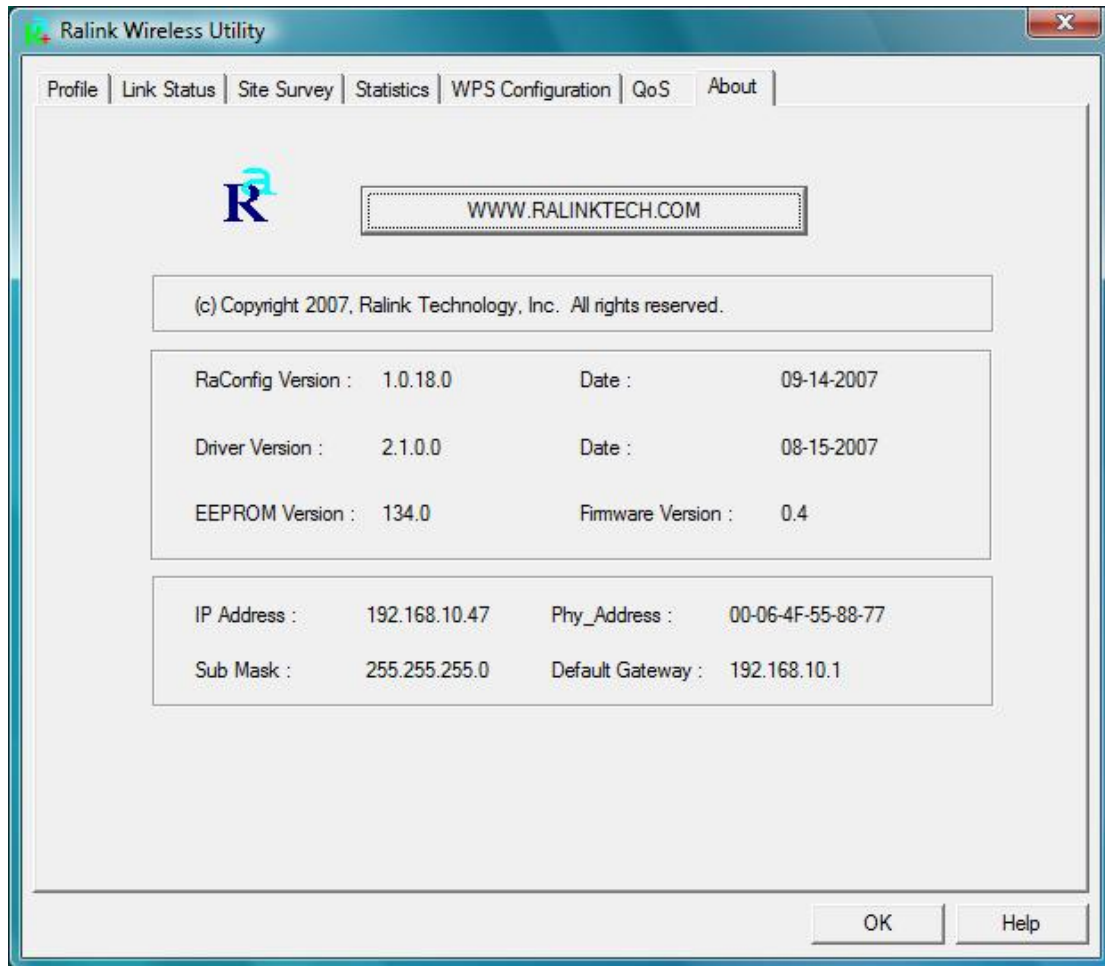 Ralink Wireless Utility
Profile Link Status Site Survey Statistics WPS Configuration QoS About
Ra
WWW.RALINKTECH.COM
(c) Copyright 2007, Ralink Technology, Inc. All rights reserved.
RaConfig Version : 1.0.18.0 Date : 09-14-2007
Driver Version : 2.1.0.0 Date : 08-15-2007
EEPROM Version : 134.0 Firmware Version : 0.4
IP Address : 192.168.10.47 Phy_Address : 00-06-4F-55-88-77
Sub Mask : 255.255.255.0 Default Gateway : 192.168.10.1
OK Help